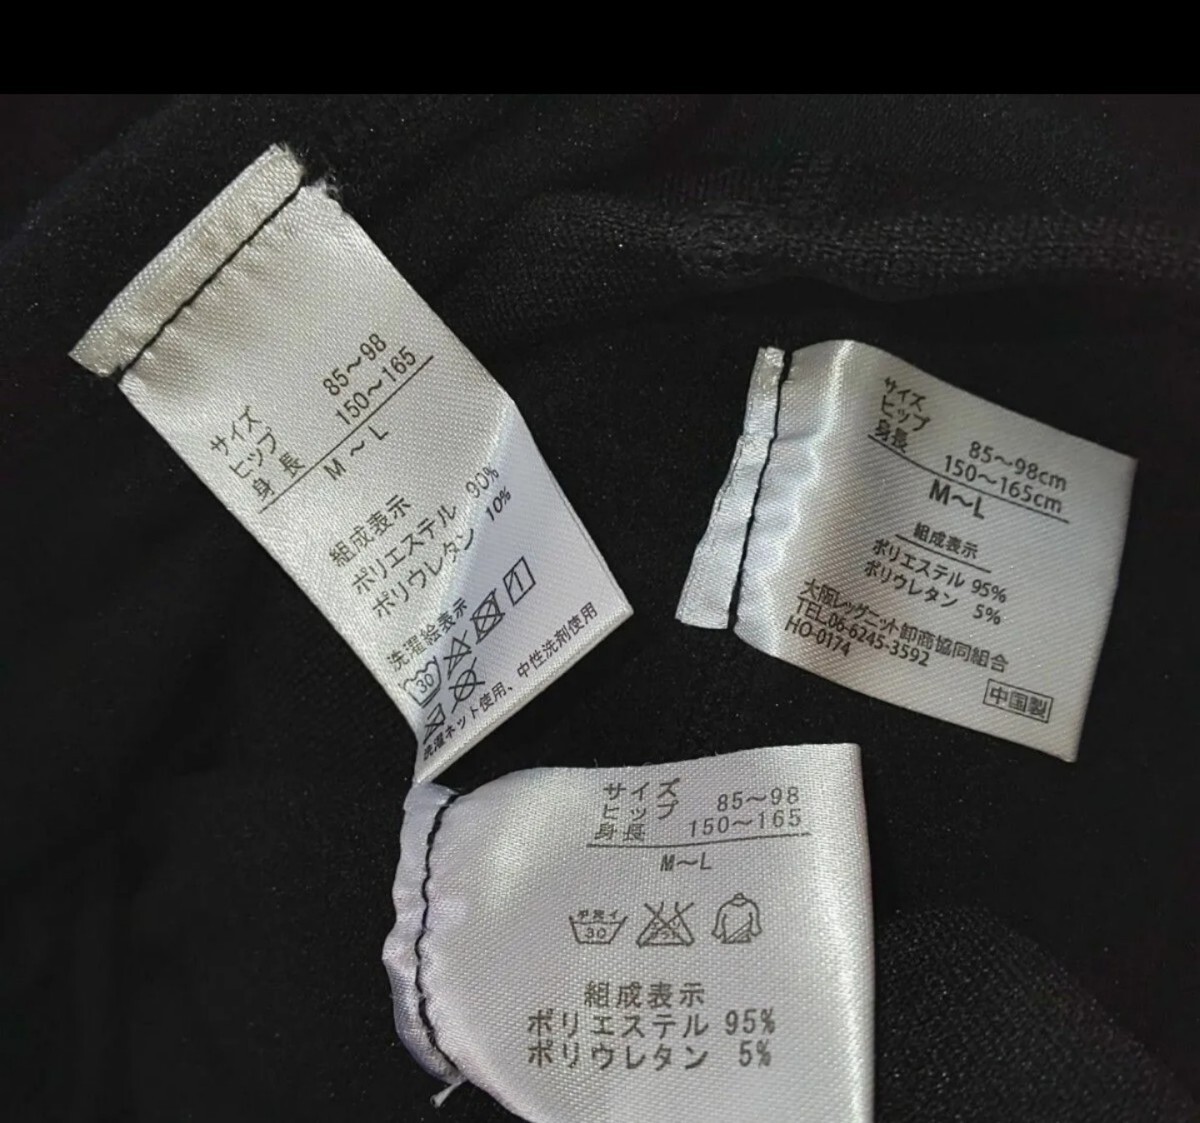 サイズ
ヒップ 85～98
身長 150～165
M～L
組成表示
ポリエステル 90%
ポリウレタン 10%
洗濯絵表示
30
1
洗濯ネット使用、中性洗剤使用
サイズ
ヒップ 85～98cm
身長 150～165cm
M～L
組成表示
ポリエステル 95%
ポリウレタン 5%
大阪レッグニット卸商協同組合
TEL06-6245-3592
HO-0174
中国製
サイズ
ヒップ 85～98
身長 150～165
M～L
手洗イ
30
組成表示
ポリエステル 95%
ポリウレタン 5%